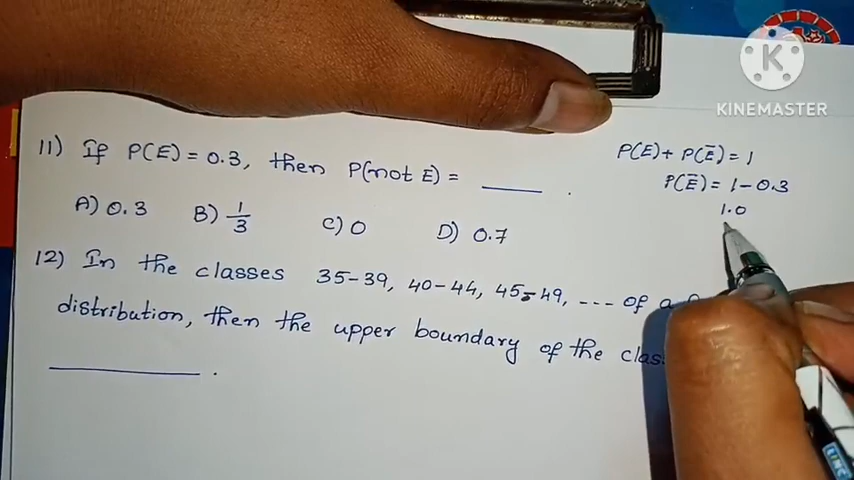 K
KINEMASTER
11) If P(E) = 0.3, then P(not E) = ______ .
P(E) + P(E̅) = 1
P(E̅) = 1 - 0.3
1.0
A) 0.3 B) 1/3 C) 0 D) 0.7
12) In the classes 35-39, 40-44, 45-49, --- of a
distribution, then the upper boundary of the
__________ .